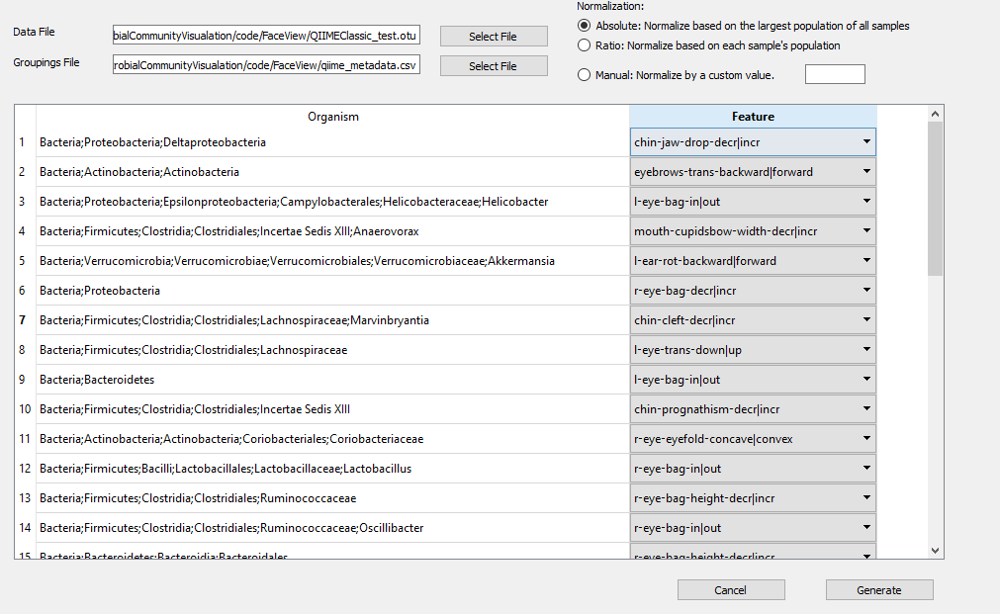 Normalization:
Data File
bialCommunityVisualation/code/FaceView/QIIMEClassic_test.otu
Select File
Absolute: Normalize based on the largest population of all samples
Ratio: Normalize based on each sample's population
Groupings File
robialCommunityVisualation/code/FaceView/qiime_metadata.csv
Select File
Manual: Normalize by a custom value.
Organism Feature
1 Bacteria;Proteobacteria;Deltaproteobacteria chin-jaw-drop-decr|incr
2 Bacteria;Actinobacteria;Actinobacteria eyebrows-trans-backward|forward
3 Bacteria;Proteobacteria;Epsilonproteobacteria;Campylobacterales;Helicobacteraceae;Helicobacter l-eye-bag-in|out
4 Bacteria;Firmicutes;Clostridia;Clostridiales;Incertae Sedis XIII;Anaerovorax mouth-cupidsbow-width-decr|incr
5 Bacteria;Verrucomicrobia;Verrucomicrobiae;Verrucomicrobiales;Verrucomicrobiaceae;Akkermansia l-ear-rot-backward|forward
6 Bacteria;Proteobacteria r-eye-bag-decr|incr
7 Bacteria;Firmicutes;Clostridia;Clostridiales;Lachnospiraceae;Marvinbryantia chin-cleft-decr|incr
8 Bacteria;Firmicutes;Clostridia;Clostridiales;Lachnospiraceae l-eye-trans-down|up
9 Bacteria;Bacteroidetes l-eye-bag-in|out
10 Bacteria;Firmicutes;Clostridia;Clostridiales;Incertae Sedis XIII chin-prognathism-decr|incr
11 Bacteria;Actinobacteria;Actinobacteria;Coriobacteriales;Coriobacteriaceae r-eye-eyefold-concave|convex
12 Bacteria;Firmicutes;Bacilli;Lactobacillales;Lactobacillaceae;Lactobacillus r-eye-bag-in|out
13 Bacteria;Firmicutes;Clostridia;Clostridiales;Ruminococcaceae r-eye-bag-height-decr|incr
14 Bacteria;Firmicutes;Clostridia;Clostridiales;Ruminococcaceae;Oscillibacter r-eye-bag-in|out
15 Bacteria;Bacteroidetes;Bacteroidia;Bacteroidales r-eye-bag-height-decr|incr
Cancel Generate